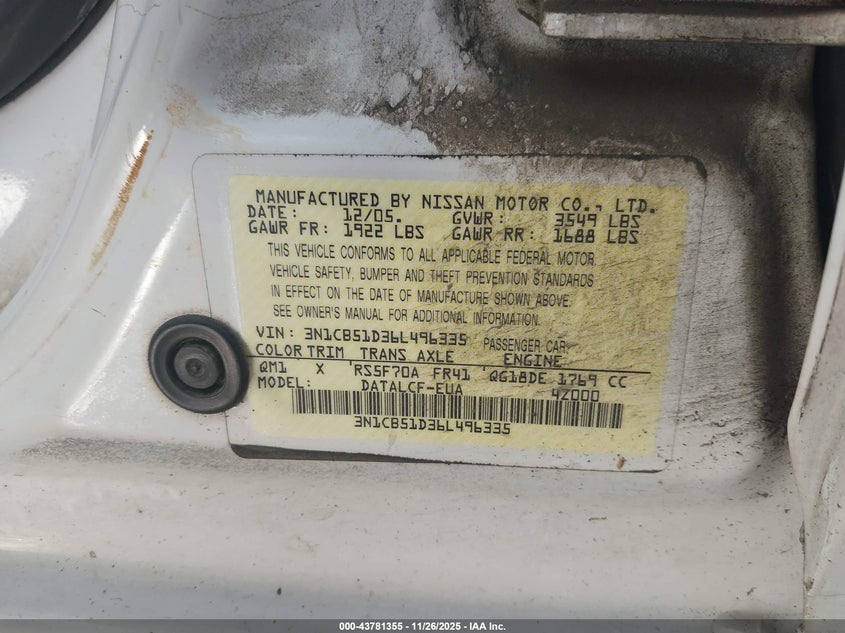 MANUFACTURED BY NISSAN MOTOR CO., LTD.
DATE: 12/05. GVWR: 3549 LBS
GAWR FR: 1922 LBS GAWR RR: 1688 LBS
THIS VEHICLE CONFORMS TO ALL APPLICABLE FEDERAL MOTOR
VEHICLE SAFETY, BUMPER AND THEFT PREVENTION STANDARDS
IN EFFECT ON THE DATE OF MANUFACTURE SHOWN ABOVE.
SEE OWNER'S MANUAL FOR ADDITIONAL INFORMATION.
VIN: 3N1CB51D36L496335 PASSENGER CAR
COLOR TRIM TRANS AXLE ENGINE
QM1 X RS5F70A FR41 QG18DE 1769 CC
MODEL: DATALCF-EUA 4Z000
3N1CB51D36L496335
000-43781355 | 11/26/2025 - IAA Inc.